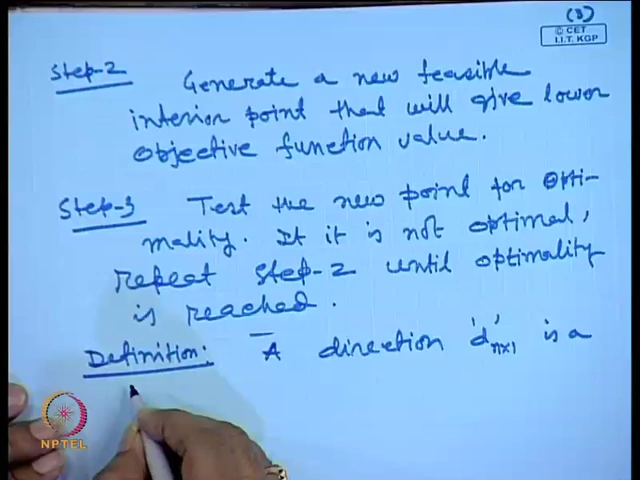 (3)
© CET
I.I.T. KGP
Step-2 Generate a new feasible
interior point that will give lower
objective function value.
Step-3 Test the new point for opti-
mality. If it is not optimal,
repeat Step-2 until optimality
is reached.
Definition: A direction 'd'nx1 is a
NPTEL